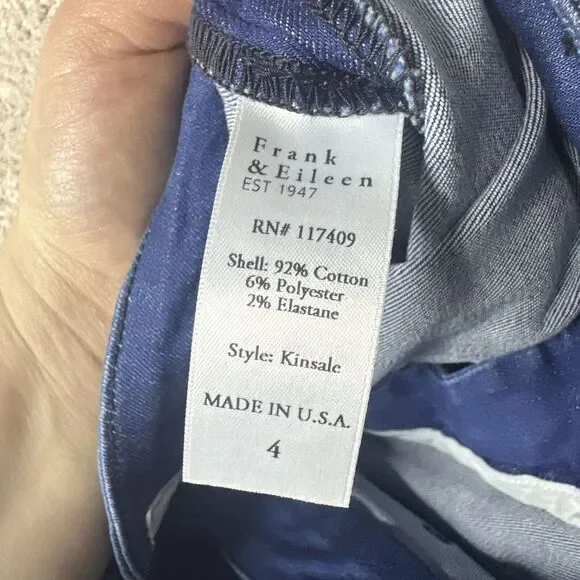 Frank
& Eileen
EST 1947
RN# 117409
Shell: 92% Cotton
6% Polyester
2% Elastane
Style: Kinsale
MADE IN U.S.A.
4